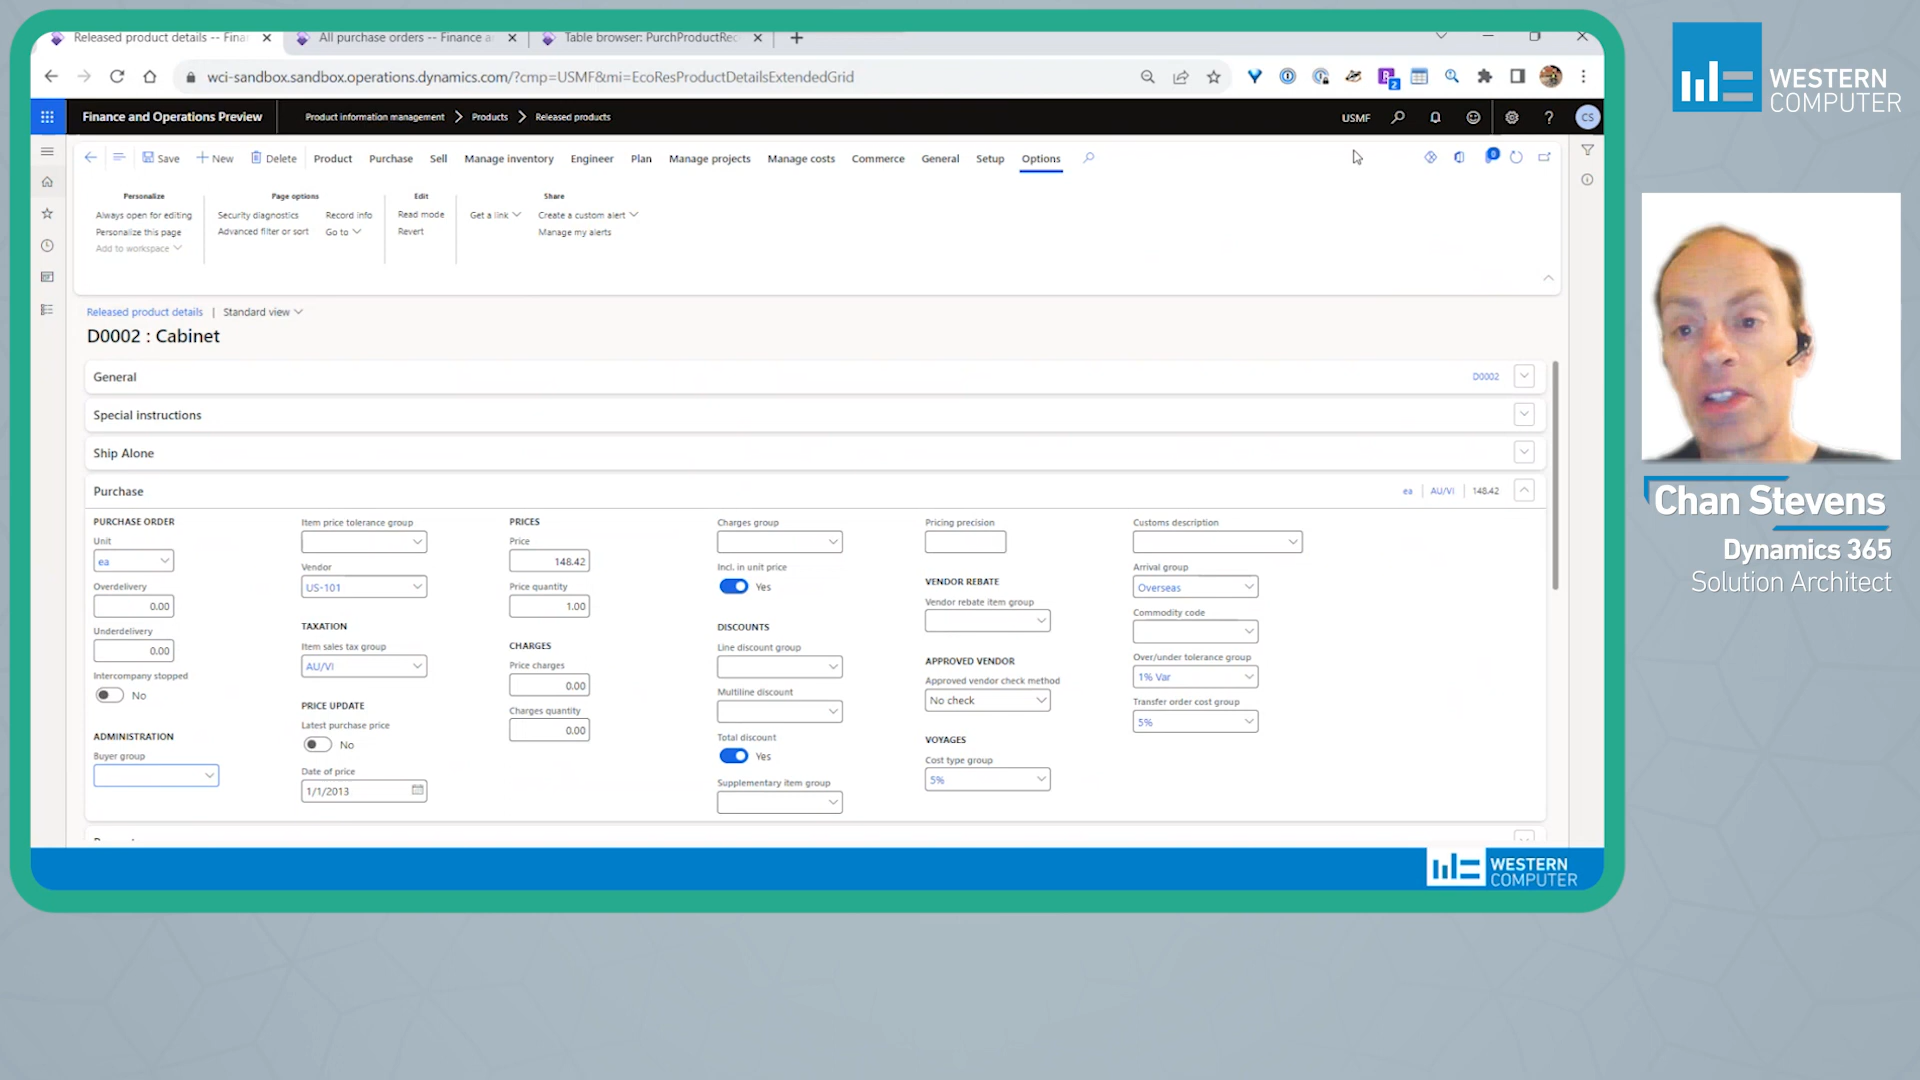 Released product details -- Fina
All purchase orders -- Finance a
Table browser: PurchProductRec
wci-sandbox.sandbox.operations.dynamics.com/?cmp=USMF&mi=EcoResProductDetailsExtendedGrid
2
Finance and Operations Preview
Product information management
Products
Released products
USMF
?
CS
Save
New
Delete
Product
Purchase
Sell
Manage inventory
Engineer
Plan
Manage projects
Manage costs
Commerce
General
Setup
Options
0
Personalize
Always open for editing
Personalize this page
Add to workspace
Page options
Security diagnostics
Advanced filter or sort
Record info
Go to
Edit
Read mode
Revert
Get a link
Share
Create a custom alert
Manage my alerts
Released product details | Standard view
D0002 : Cabinet
General
D0002
Special instructions
Ship Alone
Purchase
ea | AU/VI | 148.42
PURCHASE ORDER
Unit
ea
Overdelivery
0.00
Underdelivery
0.00
Intercompany stopped
No
ADMINISTRATION
Buyer group
Item price tolerance group
Vendor
US-101
TAXATION
Item sales tax group
AU/VI
PRICE UPDATE
Latest purchase price
No
Date of price
1/1/2013
PRICES
Price
148.42
Price quantity
1.00
CHARGES
Price charges
0.00
Charges quantity
0.00
Charges group
Incl. in unit price
Yes
DISCOUNTS
Line discount group
Multiline discount
Total discount
Yes
Supplementary item group
Pricing precision
VENDOR REBATE
Vendor rebate item group
APPROVED VENDOR
Approved vendor check method
No check
VOYAGES
Cost type group
5%
Customs description
Arrival group
Overseas
Commodity code
Over/under tolerance group
1% Var
Transfer order cost group
5%
WESTERN
COMPUTER
WESTERN
COMPUTER
Chan Stevens
Dynamics 365
Solution Architect